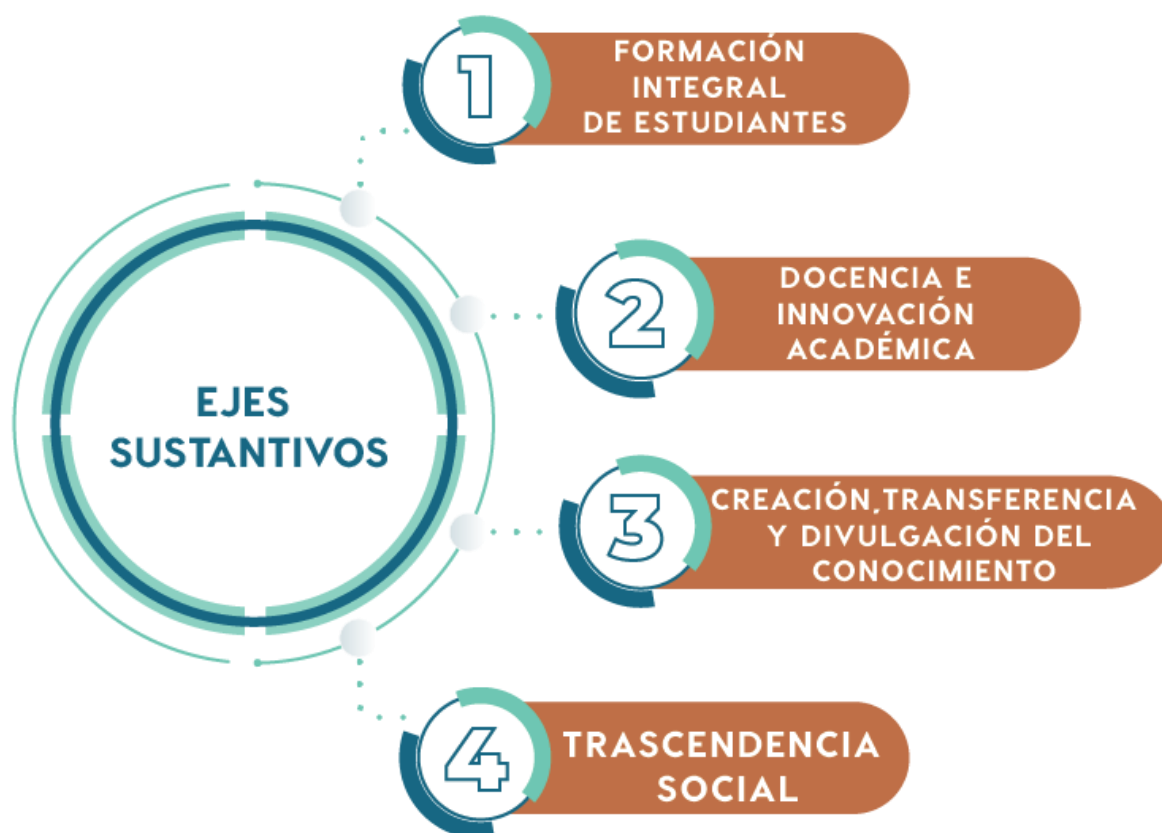 EJES
SUSTANTIVOS
1
FORMACIÓN
INTEGRAL
DE ESTUDIANTES
2
DOCENCIA E
INNOVACIÓN
ACADÉMICA
3
CREACIÓN,TRANSFERENCIA
Y DIVULGACIÓN DEL
CONOCIMIENTO
4
TRASCENDENCIA
SOCIAL